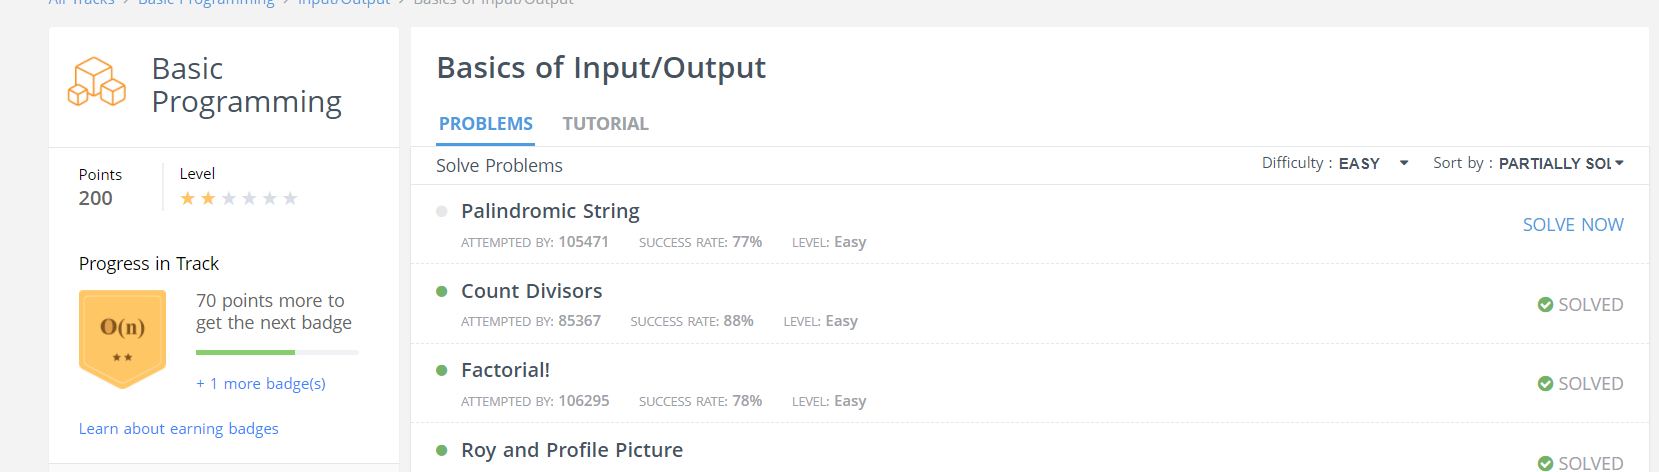 All Tracks > Basic Programming > Input/Output > Basics of Input/Output
Basic
Programming
Points
200
Level
Progress in Track
O(n)
70 points more to
get the next badge
+ 1 more badge(s)
Learn about earning badges
Basics of Input/Output
PROBLEMS TUTORIAL
Solve Problems Difficulty : EASY Sort by : PARTIALLY SOL
Palindromic String
ATTEMPTED BY: 105471 SUCCESS RATE: 77% LEVEL: Easy
SOLVE NOW
Count Divisors
ATTEMPTED BY: 85367 SUCCESS RATE: 88% LEVEL: Easy
SOLVED
Factorial!
ATTEMPTED BY: 106295 SUCCESS RATE: 78% LEVEL: Easy
SOLVED
Roy and Profile Picture
SOLVED